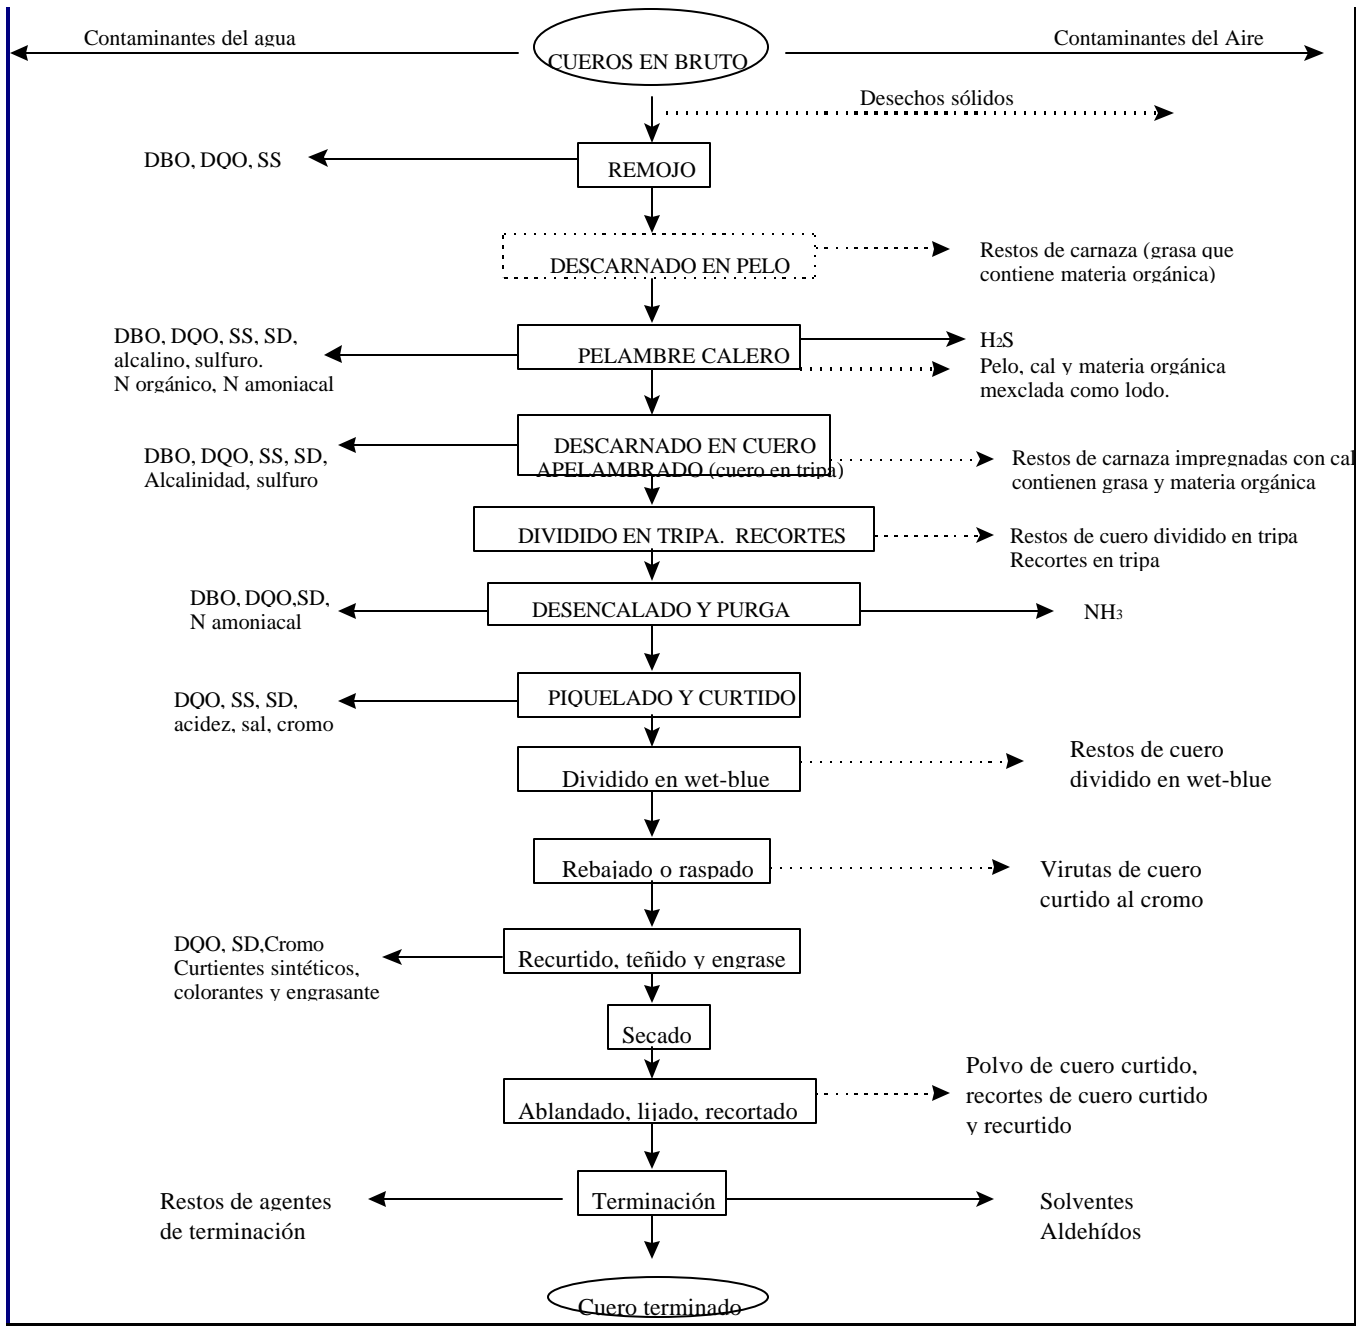 Contaminantes del agua
CUEROS EN BRUTO
Contaminantes del Aire
Desechos sólidos
DBO, DQO, SS
REMOJO
DESCARNADO EN PELO
Restos de carnaza (grasa que
contiene materia orgánica)
DBO, DQO, SS, SD,
alcalino, sulfuro.
N orgánico, N amoniacal
PELAMBRE CALERO
H2S
Pelo, cal y materia orgánica
mexclada como lodo.
DBO, DQO, SS, SD,
Alcalinidad, sulfuro
DESCARNADO EN CUERO
APELAMBRADO (cuero en tripa)
Restos de carnaza impregnadas con cal
contienen grasa y materia orgánica
DIVIDIDO EN TRIPA. RECORTES
Restos de cuero dividido en tripa
Recortes en tripa
DBO, DQO,SD,
N amoniacal
DESENCALADO Y PURGA
NH3
DQO, SS, SD,
acidez, sal, cromo
PIQUELADO Y CURTIDO
Dividido en wet-blue
Restos de cuero
dividido en wet-blue
Rebajado o raspado
Virutas de cuero
curtido al cromo
DQO, SD,Cromo
Curtientes sintéticos,
colorantes y engrasante
Recurtido, teñido y engrase
Secado
Ablandado, lijado, recortado
Polvo de cuero curtido,
recortes de cuero curtido
y recurtido
Restos de agentes
de terminación
Terminación
Solventes
Aldehídos
Cuero terminado